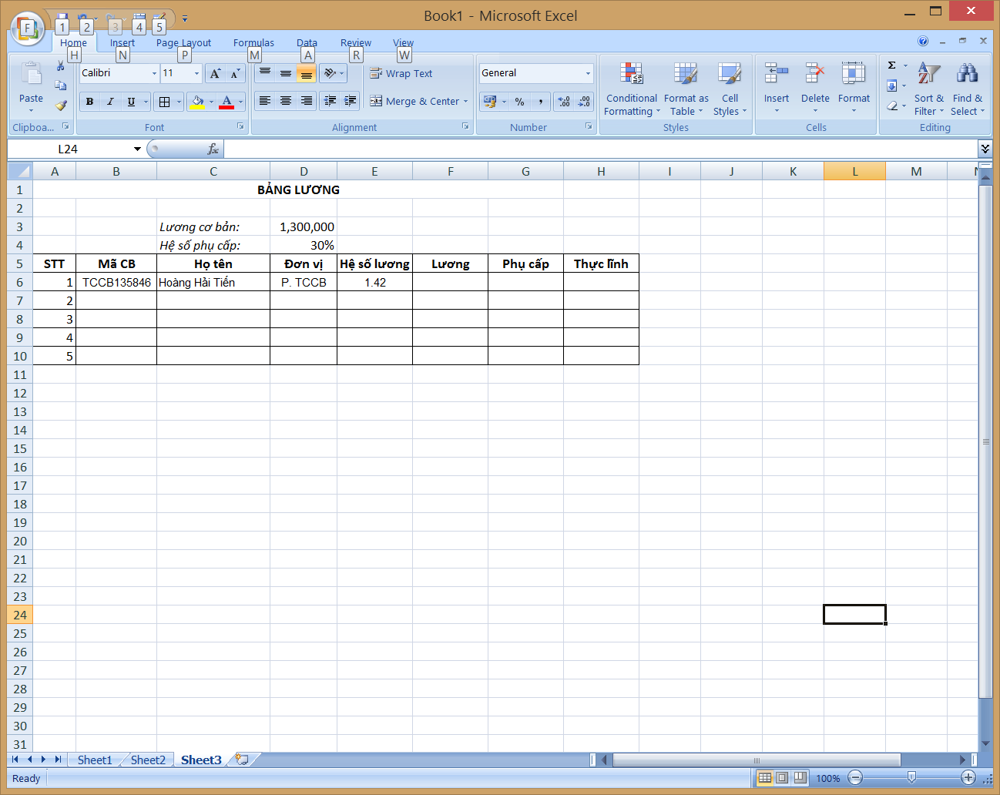 Book1 - Microsoft Excel
F 1 2 3 4 5
Home Insert Page Layout Formulas Data Review View
H N P M A R W
Paste
Clipboa...
Calibri 11
B I U
Font
Wrap Text
Merge & Center
Alignment
General
% ,
Number
Conditional Formatting
Format as Table
Cell Styles
Styles
Insert Delete Format
Cells
Σ
Sort & Filter
Find & Select
Editing
L24 fx
A B C D E F G H I J K L M N
1 BẢNG LƯƠNG
2
3 Lương cơ bản: 1,300,000
4 Hệ số phụ cấp: 30%
5 STT Mã CB Họ tên Đơn vị Hệ số lương Lương Phụ cấp Thực lĩnh
6 1 TCCB135846 Hoàng Hải Tiến P. TCCB 1.42
7 2
8 3
9 4
10 5
11
12
13
14
15
16
17
18
19
20
21
22
23
24
25
26
27
28
29
30
31
Sheet1 Sheet2 Sheet3
Ready 100%